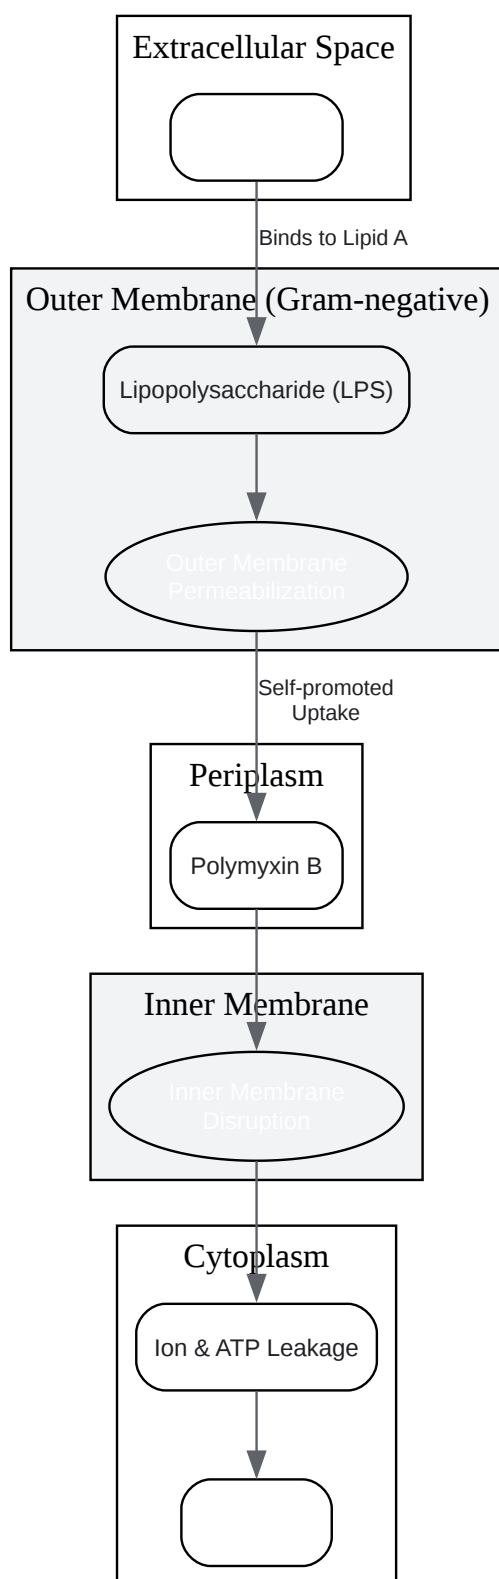 Extracellular Space
Binds to Lipid A
Outer Membrane (Gram-negative)
Lipopolysaccharide (LPS)
Outer Membrane
Permeabilization
Self-promoted
Uptake
Periplasm
Polymyxin B
Inner Membrane
Inner Membrane
Disruption
Cytoplasm
Ion & ATP Leakage